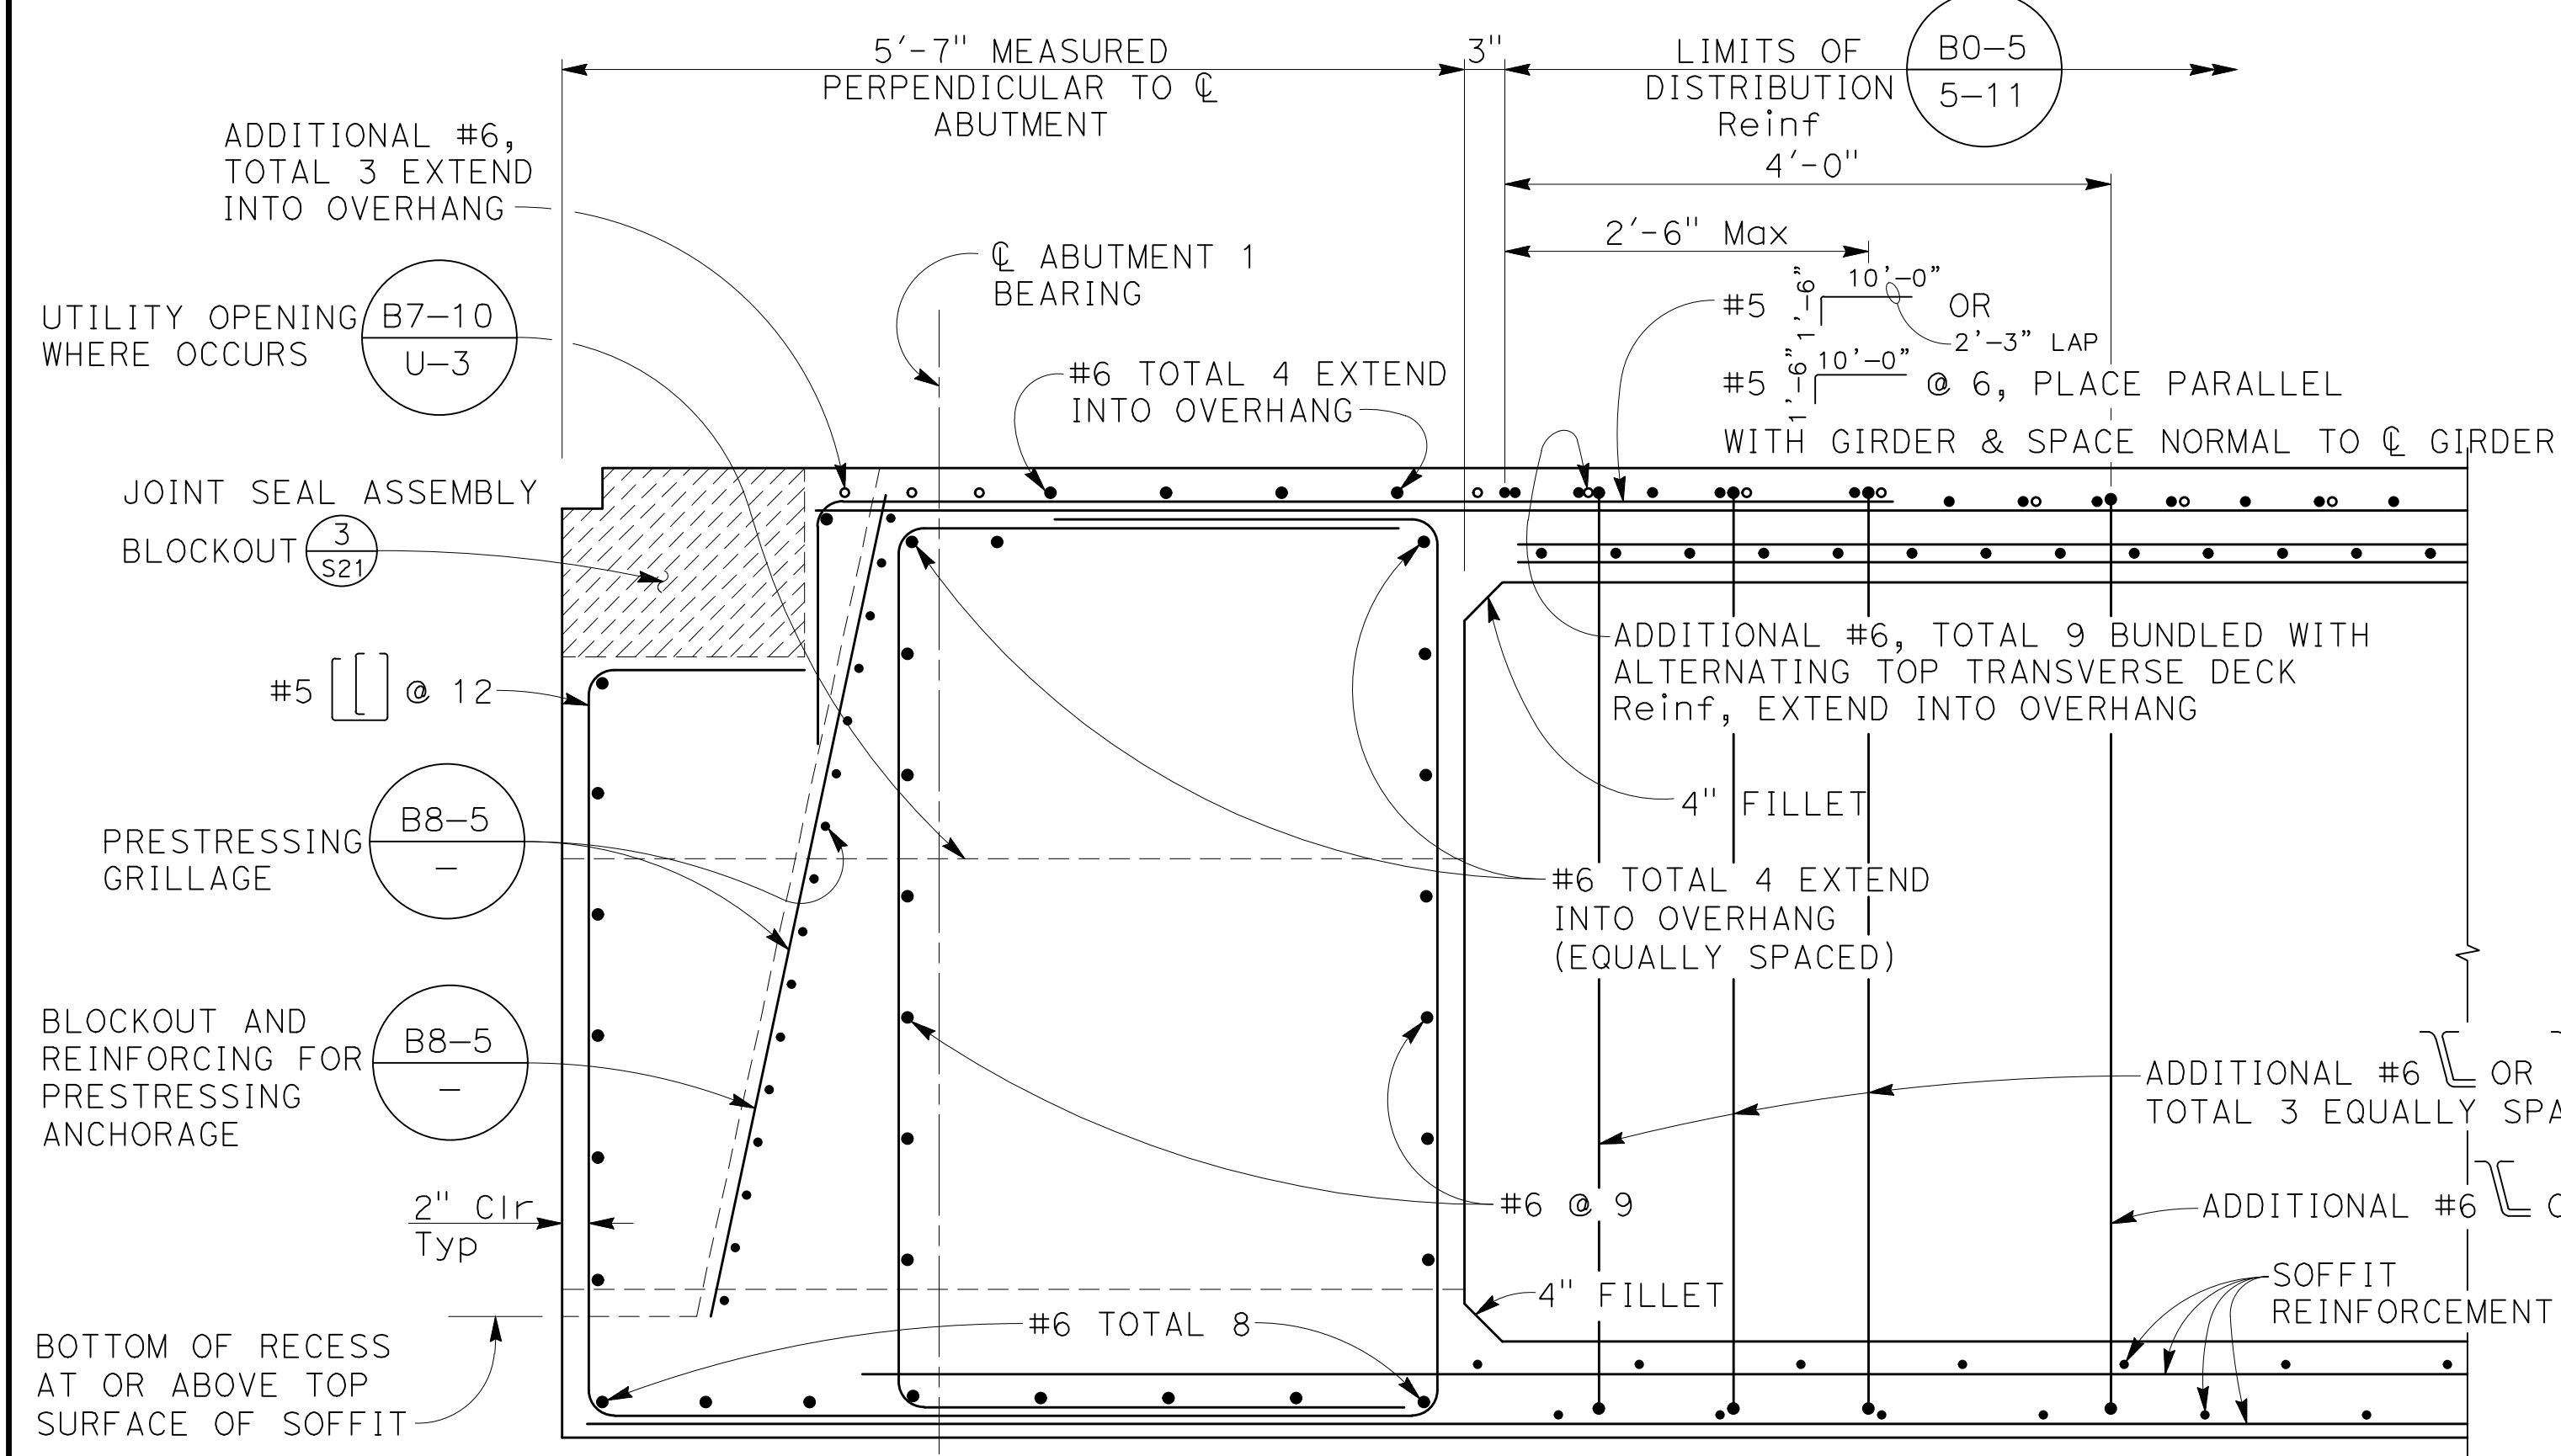 5'-7" MEASURED
PERPENDICULAR TO ℄
ABUTMENT
3"
LIMITS OF
DISTRIBUTION
Reinf
B0-5
5-11
4'-0"
2'-6" Max
ADDITIONAL #6,
TOTAL 3 EXTEND
INTO OVERHANG
℄ ABUTMENT 1
BEARING
UTILITY OPENING
WHERE OCCURS
B7-10
U-3
#6 TOTAL 4 EXTEND
INTO OVERHANG
#5 1'-6" 10'-0" OR
2'-3" LAP
#5 1'-6" 10'-0" @ 6, PLACE PARALLEL
WITH GIRDER & SPACE NORMAL TO ℄ GIRDER
JOINT SEAL ASSEMBLY
BLOCKOUT
3
S21
#5 @ 12
ADDITIONAL #6, TOTAL 9 BUNDLED WITH
ALTERNATING TOP TRANSVERSE DECK
Reinf, EXTEND INTO OVERHANG
4" FILLET
PRESTRESSING
GRILLAGE
B8-5
-
#6 TOTAL 4 EXTEND
INTO OVERHANG
(EQUALLY SPACED)
BLOCKOUT AND
REINFORCING FOR
PRESTRESSING
ANCHORAGE
B8-5
-
ADDITIONAL #6 OR
TOTAL 3 EQUALLY SPA
2" Clr
Typ
#6 @ 9
ADDITIONAL #6
SOFFIT
REINFORCEMENT
4" FILLET
#6 TOTAL 8
BOTTOM OF RECESS
AT OR ABOVE TOP
SURFACE OF SOFFIT